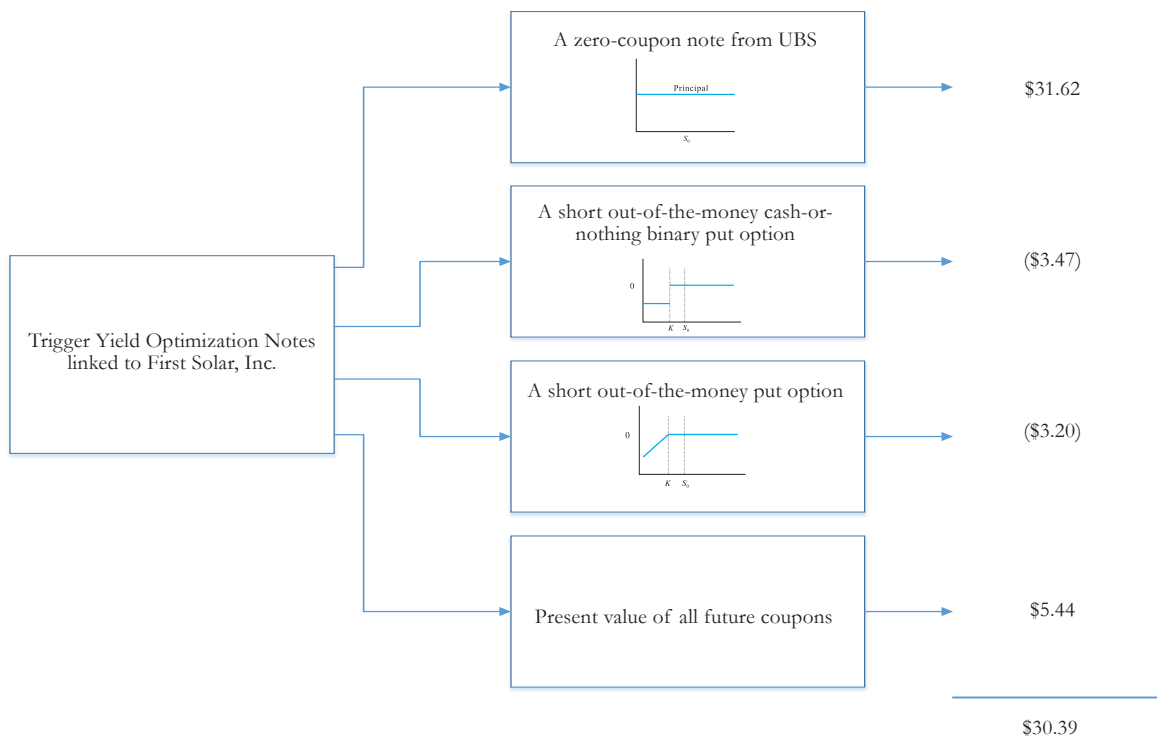 A zero-coupon note from UBS
Principal
S0
$31.62
A short out-of-the-money cash-or-
nothing binary put option
0
K S0
($3.47)
Trigger Yield Optimization Notes
linked to First Solar, Inc.
A short out-of-the-money put option
0
K S0
($3.20)
Present value of all future coupons
$5.44
$30.39